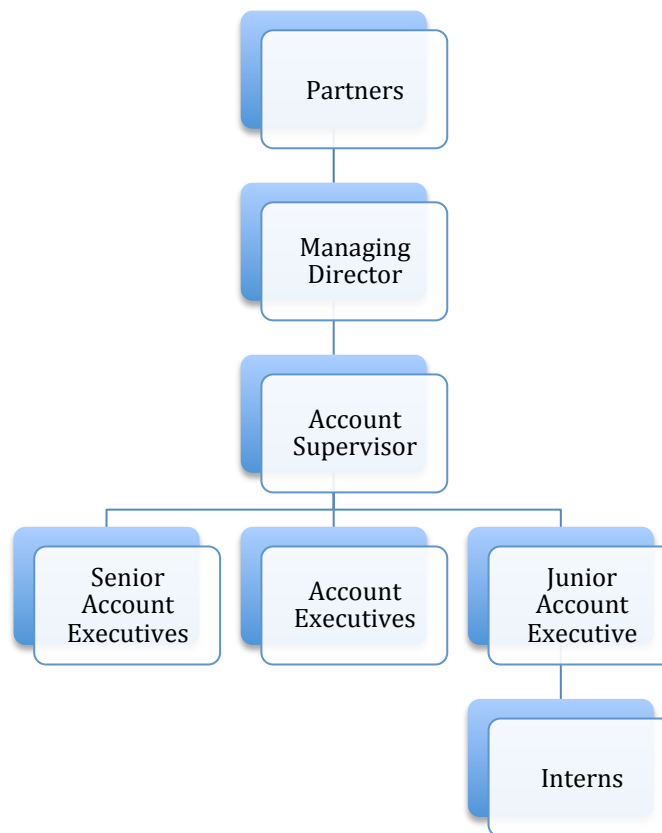 Partners
Managing
Director
Account
Supervisor
Senior
Account
Executives
Account
Executives
Junior
Account
Executive
Interns